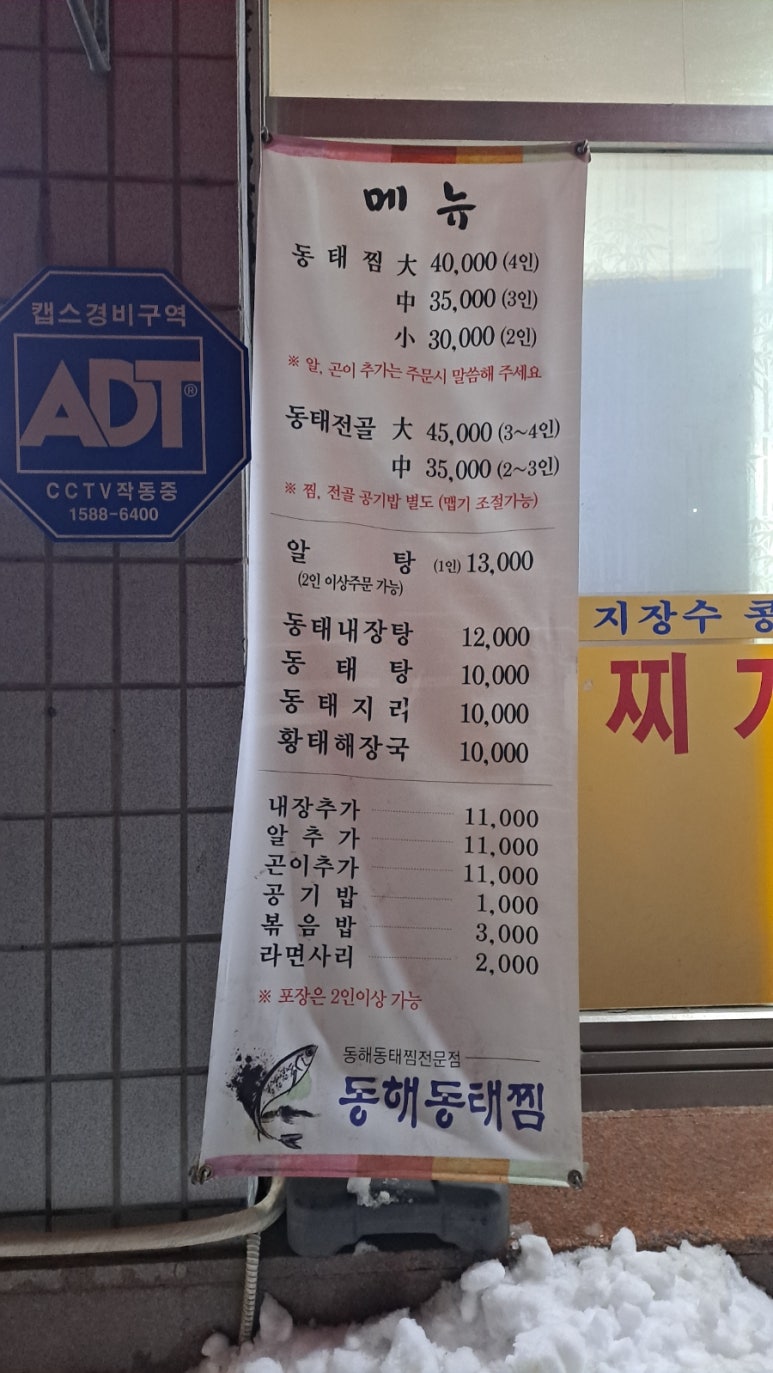 메뉴
동태찜 大 40,000 (4인)
中 35,000 (3인)
小 30,000 (2인)
※ 알, 곤이 추가는 주문시 말씀해 주세요
동태전골 大 45,000 (3~4인)
中 35,000 (2~3인)
※ 찜, 전골 공기밥 별도 (맵기 조절가능)
알탕 (1인) 13,000
(2인 이상주문 가능)
동태내장탕 12,000
동태탕 10,000
동태지리 10,000
황태해장국 10,000
내장추가 11,000
알추가 11,000
곤이추가 11,000
공기밥 1,000
볶음밥 3,000
라면사리 2,000
※ 포장은 2인이상 가능
동해동태찜전문점
동해동태찜
캡스경비구역
ADT®
CCTV작동중
1588-6400
지장수 콩
찌